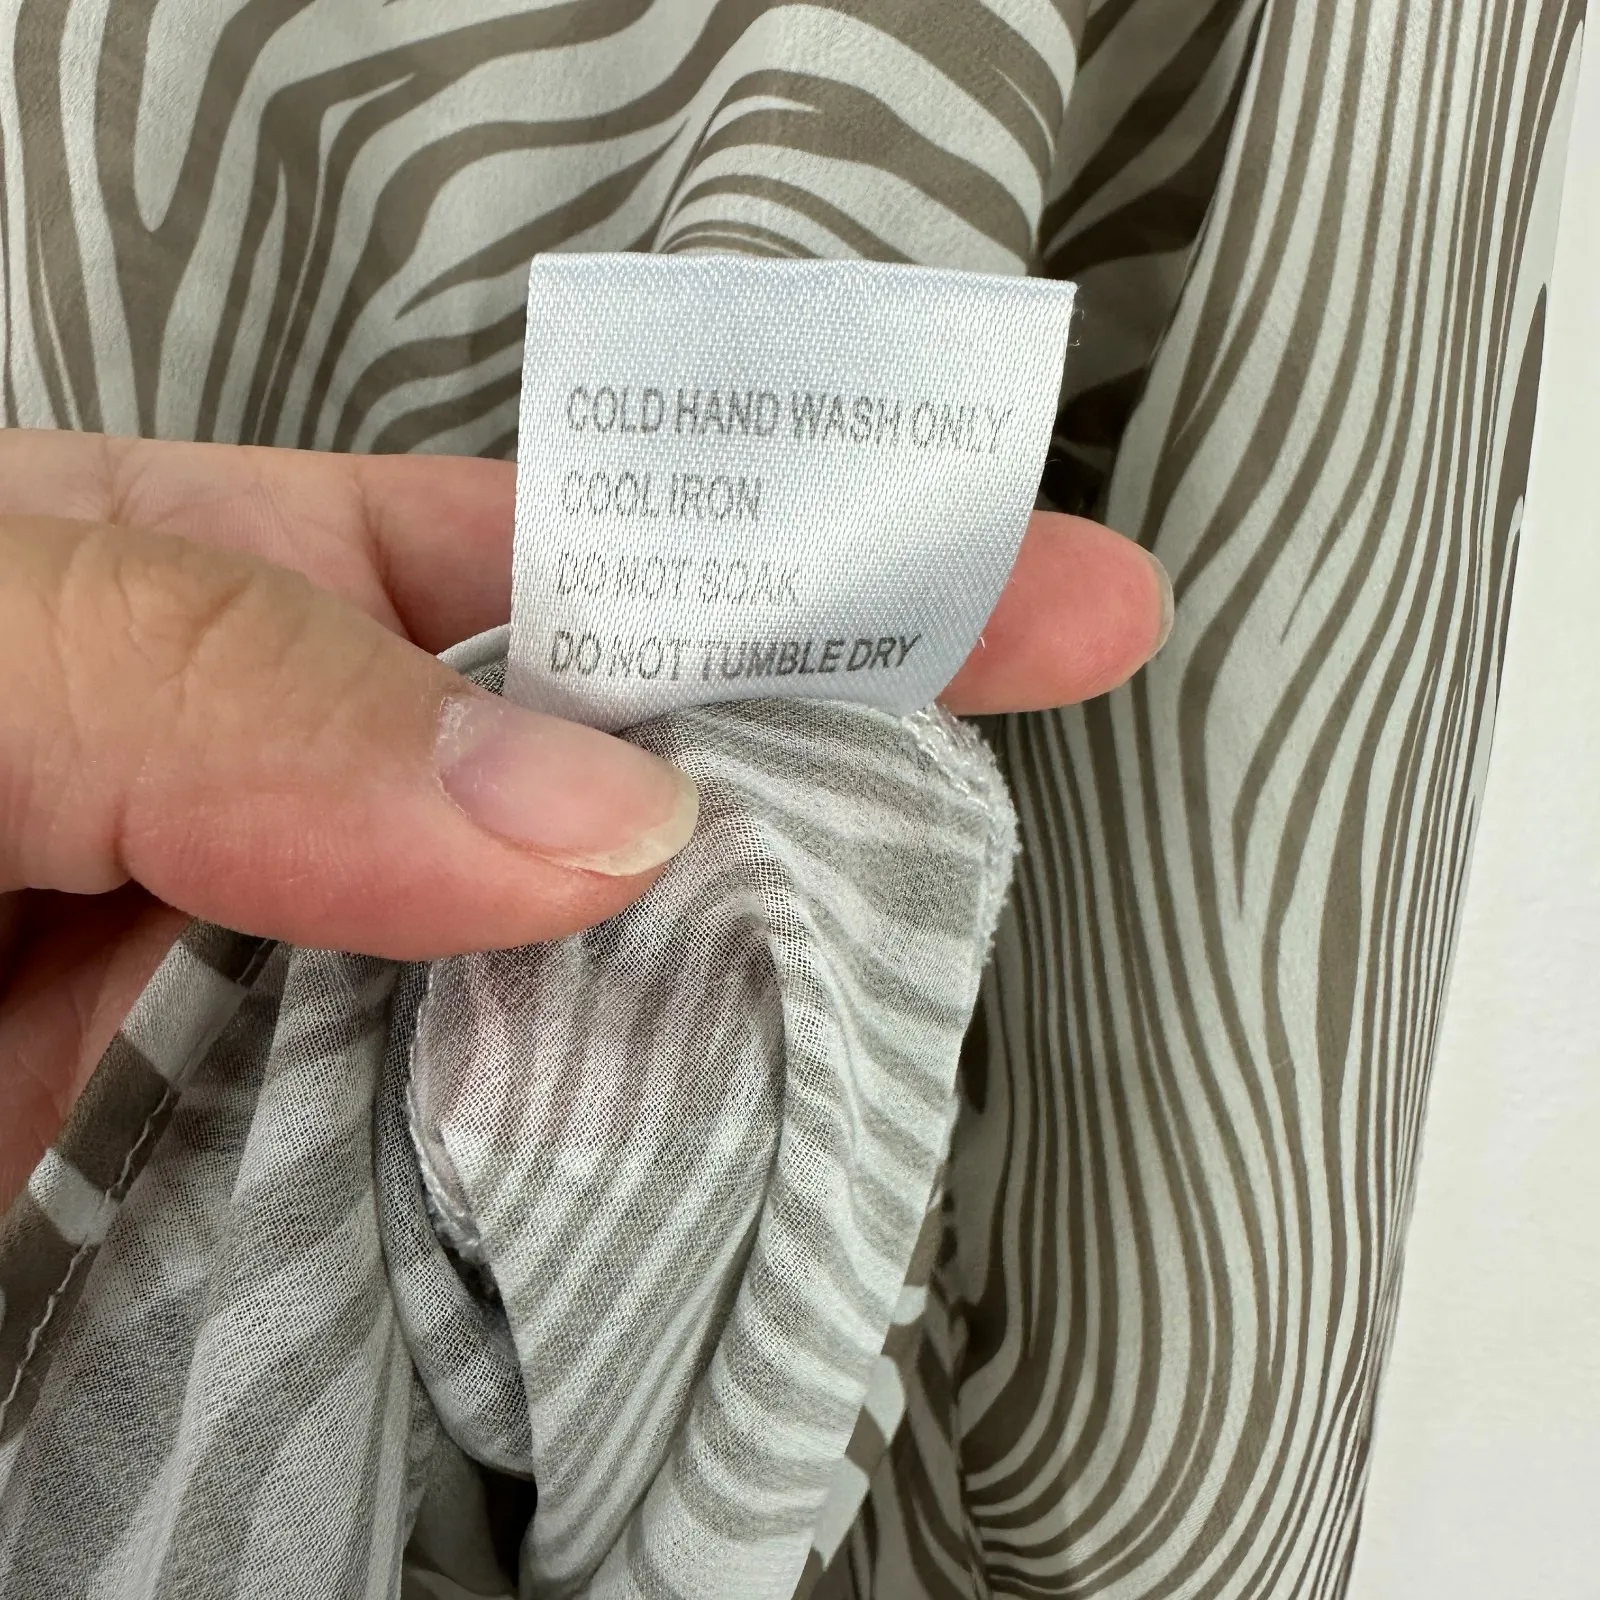 COLD HAND WASH ONLY
COOL IRON
DO NOT SOAK
DO NOT TUMBLE DRY